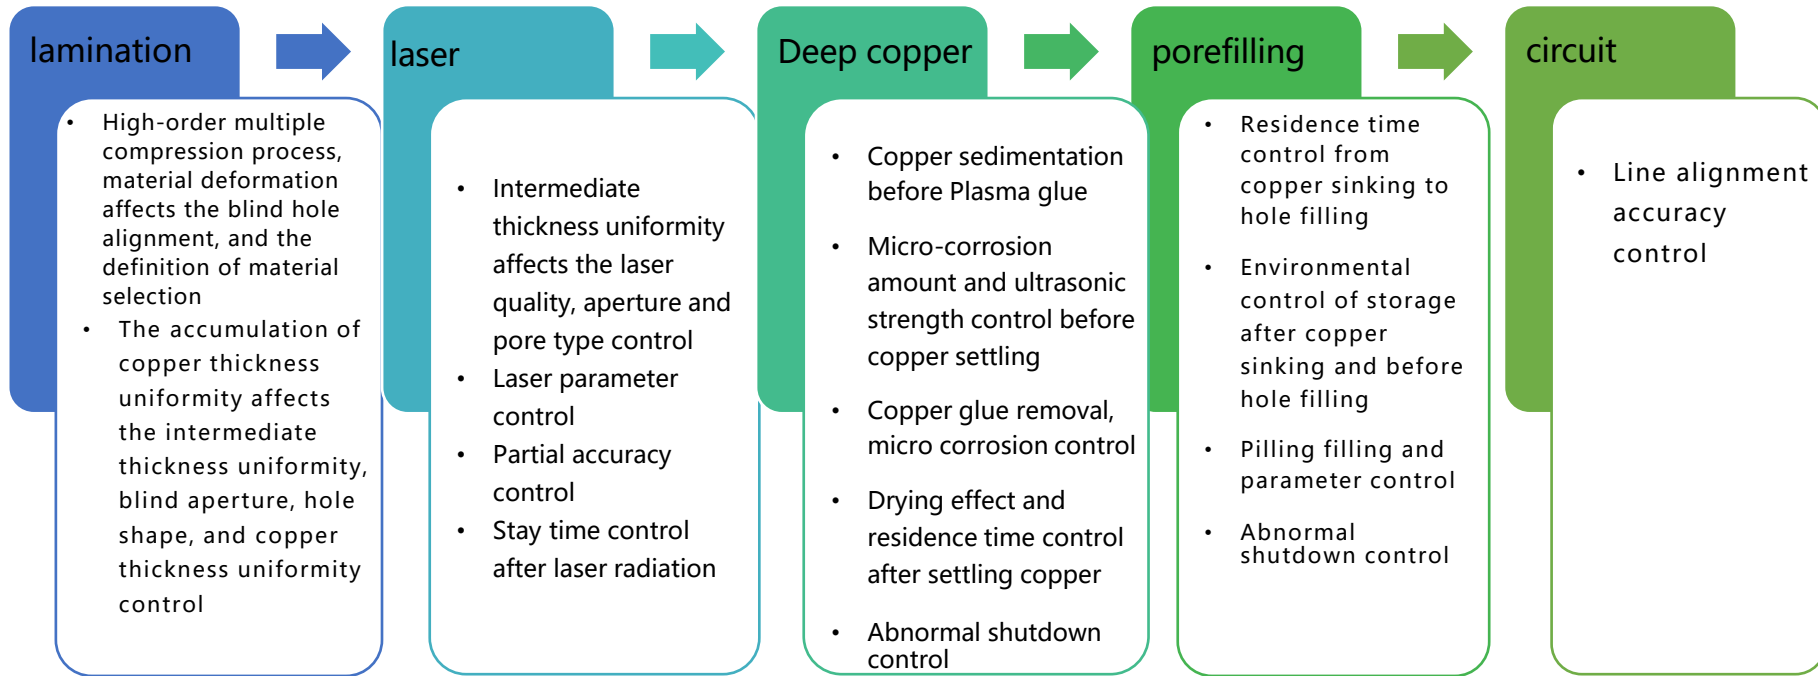 lamination
• High-order multiple
compression process,
material deformation
affects the blind hole
alignment, and the
definition of material
selection
• The accumulation of
copper thickness
uniformity affects
the intermediate
thickness uniformity,
blind aperture, hole
shape, and copper
thickness uniformity
control
laser
• Intermediate
thickness uniformity
affects the laser
quality, aperture and
pore type control
• Laser parameter
control
• Partial accuracy
control
• Stay time control
after laser radiation
Deep copper
• Copper sedimentation
before Plasma glue
• Micro-corrosion
amount and ultrasonic
strength control before
copper settling
• Copper glue removal,
micro corrosion control
• Drying effect and
residence time control
after settling copper
• Abnormal shutdown
control
porefilling
• Residence time
control from
copper sinking to
hole filling
• Environmental
control of storage
after copper
sinking and before
hole filling
• Pilling filling and
parameter control
• Abnormal
shutdown control
circuit
• Line alignment
accuracy
control